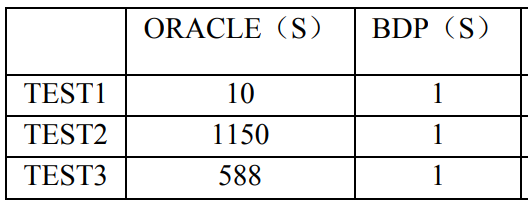 ORACLE（S） BDP（S）
TEST1 10 1
TEST2 1150 1
TEST3 588 1